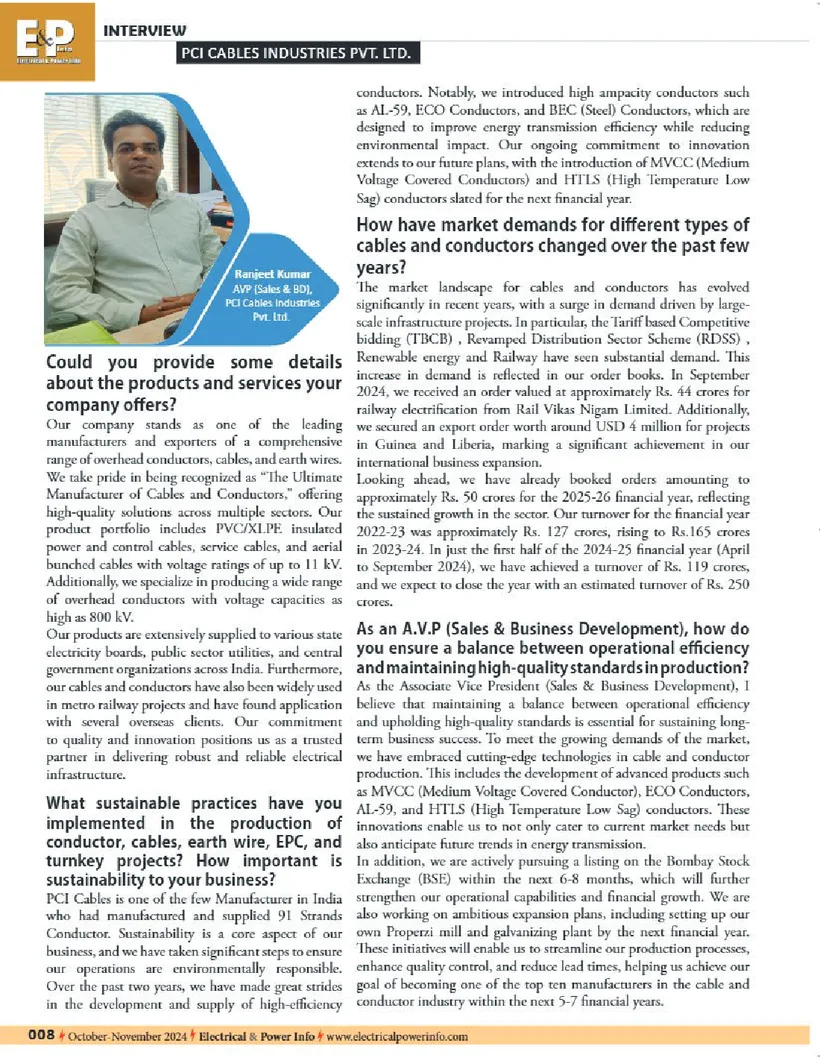 E&P
Info
Electrical & Power Info
INTERVIEW
PCI CABLES INDUSTRIES PVT. LTD.
Ranjeet Kumar
AVP (Sales & BD),
PCI Cables Industries
Pvt. Ltd.
Could you provide some details
about the products and services your
company offers?
Our company stands as one of the leading
manufacturers and exporters of a comprehensive
range of overhead conductors, cables, and earth wires.
We take pride in being recognized as “The Ultimate
Manufacturer of Cables and Conductors,” offering
high-quality solutions across multiple sectors. Our
product portfolio includes PVC/XLPE insulated
power and control cables, service cables, and aerial
bunched cables with voltage ratings of up to 11 kV.
Additionally, we specialize in producing a wide range
of overhead conductors with voltage capacities as
high as 800 kV.
Our products are extensively supplied to various state
electricity boards, public sector utilities, and central
government organizations across India. Furthermore,
our cables and conductors have also been widely used
in metro railway projects and have found application
with several overseas clients. Our commitment
to quality and innovation positions us as a trusted
partner in delivering robust and reliable electrical
infrastructure.
What sustainable practices have you
implemented in the production of
conductor, cables, earth wire, EPC, and
turnkey projects? How important is
sustainability to your business?
PCI Cables is one of the few Manufacturer in India
who had manufactured and supplied 91 Strands
Conductor. Sustainability is a core aspect of our
business, and we have taken significant steps to ensure
our operations are environmentally responsible.
Over the past two years, we have made great strides
in the development and supply of high-efficiency
conductors. Notably, we introduced high ampacity conductors such
as AL-59, ECO Conductors, and BEC (Steel) Conductors, which are
designed to improve energy transmission efficiency while reducing
environmental impact. Our ongoing commitment to innovation
extends to our future plans, with the introduction of MVCC (Medium
Voltage Covered Conductors) and HTLS (High Temperature Low
Sag) conductors slated for the next financial year.
How have market demands for different types of
cables and conductors changed over the past few
years?
The market landscape for cables and conductors has evolved
significantly in recent years, with a surge in demand driven by large-
scale infrastructure projects. In particular, the Tariff based Competitive
bidding (TBCB) , Revamped Distribution Sector Scheme (RDSS) ,
Renewable energy and Railway have seen substantial demand. This
increase in demand is reflected in our order books. In September
2024, we received an order valued at approximately Rs. 44 crores for
railway electrification from Rail Vikas Nigam Limited. Additionally,
we secured an export order worth around USD 4 million for projects
in Guinea and Liberia, marking a significant achievement in our
international business expansion.
Looking ahead, we have already booked orders amounting to
approximately Rs. 50 crores for the 2025-26 financial year, reflecting
the sustained growth in the sector. Our turnover for the financial year
2022-23 was approximately Rs. 127 crores, rising to Rs.165 crores
in 2023-24. In just the first half of the 2024-25 financial year (April
to September 2024), we have achieved a turnover of Rs. 119 crores,
and we expect to close the year with an estimated turnover of Rs. 250
crores.
As an A.V.P (Sales & Business Development), how do
you ensure a balance between operational efficiency
and maintaining high-quality standards in production?
As the Associate Vice President (Sales & Business Development), I
believe that maintaining a balance between operational efficiency
and upholding high-quality standards is essential for sustaining long-
term business success. To meet the growing demands of the market,
we have embraced cutting-edge technologies in cable and conductor
production. This includes the development of advanced products such
as MVCC (Medium Voltage Covered Conductor), ECO Conductors,
AL-59, and HTLS (High Temperature Low Sag) conductors. These
innovations enable us to not only cater to current market needs but
also anticipate future trends in energy transmission.
In addition, we are actively pursuing a listing on the Bombay Stock
Exchange (BSE) within the next 6-8 months, which will further
strengthen our operational capabilities and financial growth. We are
also working on ambitious expansion plans, including setting up our
own Properzi mill and galvanizing plant by the next financial year.
These initiatives will enable us to streamline our production processes,
enhance quality control, and reduce lead times, helping us achieve our
goal of becoming one of the top ten manufacturers in the cable and
conductor industry within the next 5-7 financial years.
008 October-November 2024 Electrical & Power Info www.electricalpowerinfo.com